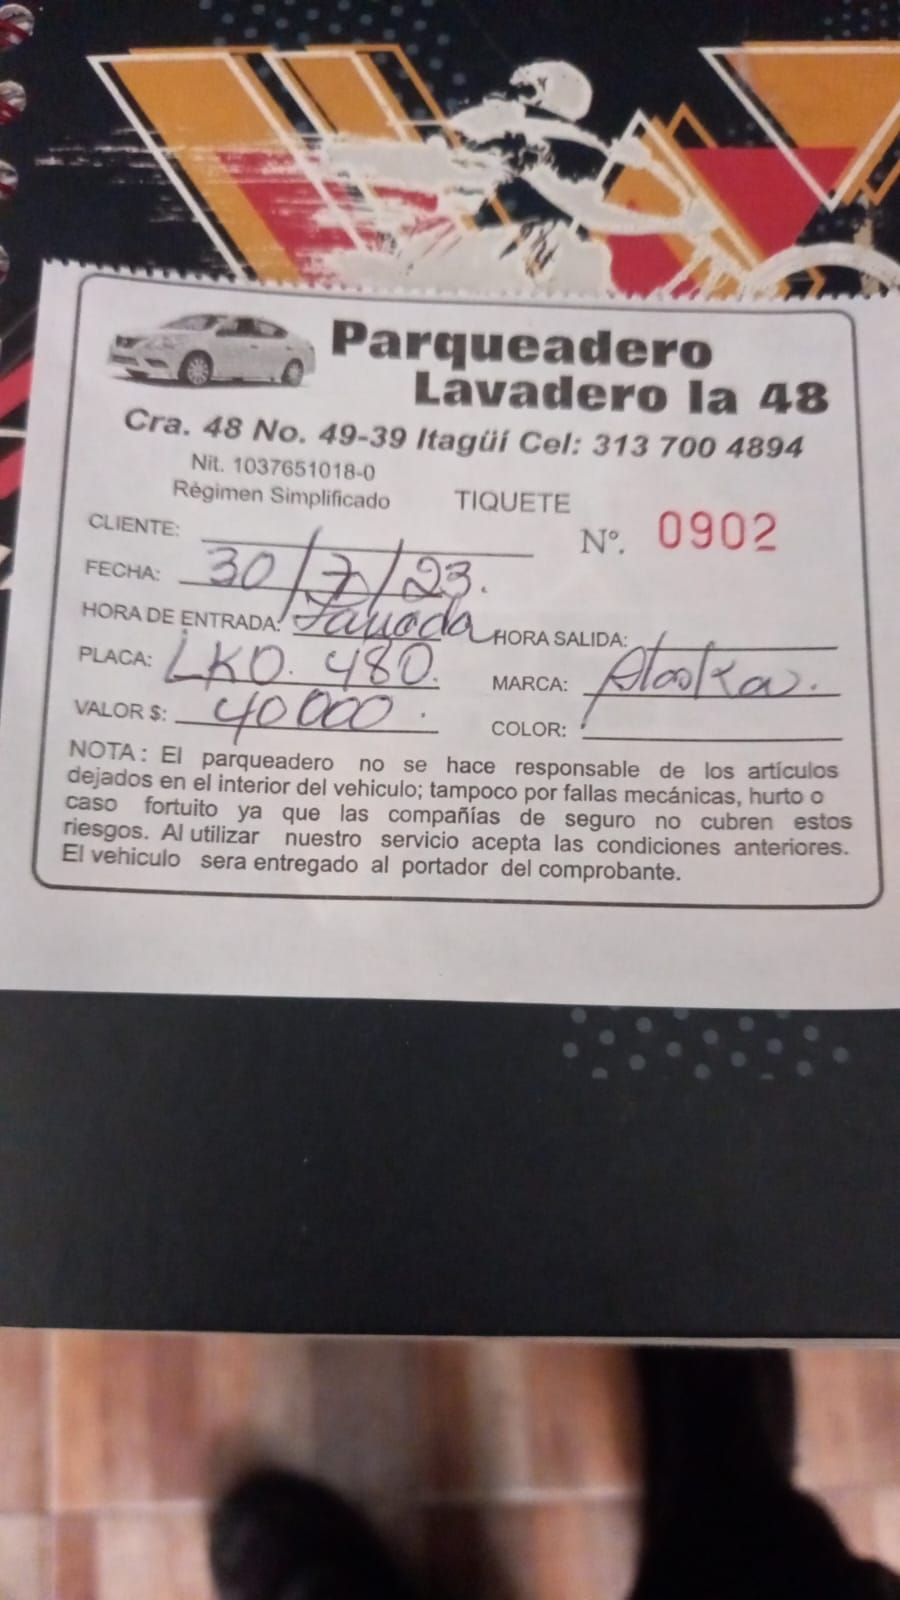 Parqueadero
Lavadero la 48
Cra. 48 No. 49-39 Itagüí Cel: 313 700 4894
Nit. 1037651018-0
Régimen Simplificado
TIQUETE
Nº. 0902
CLIENTE:
FECHA: 30/7/23.
HORA DE ENTRADA: Lavada HORA SALIDA:
PLACA: LKO. 480. MARCA: Alaska.
VALOR $: 40000. COLOR:
NOTA: El parqueadero no se hace responsable de los artículos
dejados en el interior del vehiculo; tampoco por fallas mecánicas, hurto o
caso fortuito ya que las compañías de seguro no cubren estos
riesgos. Al utilizar nuestro servicio acepta las condiciones anteriores.
El vehiculo sera entregado al portador del comprobante.